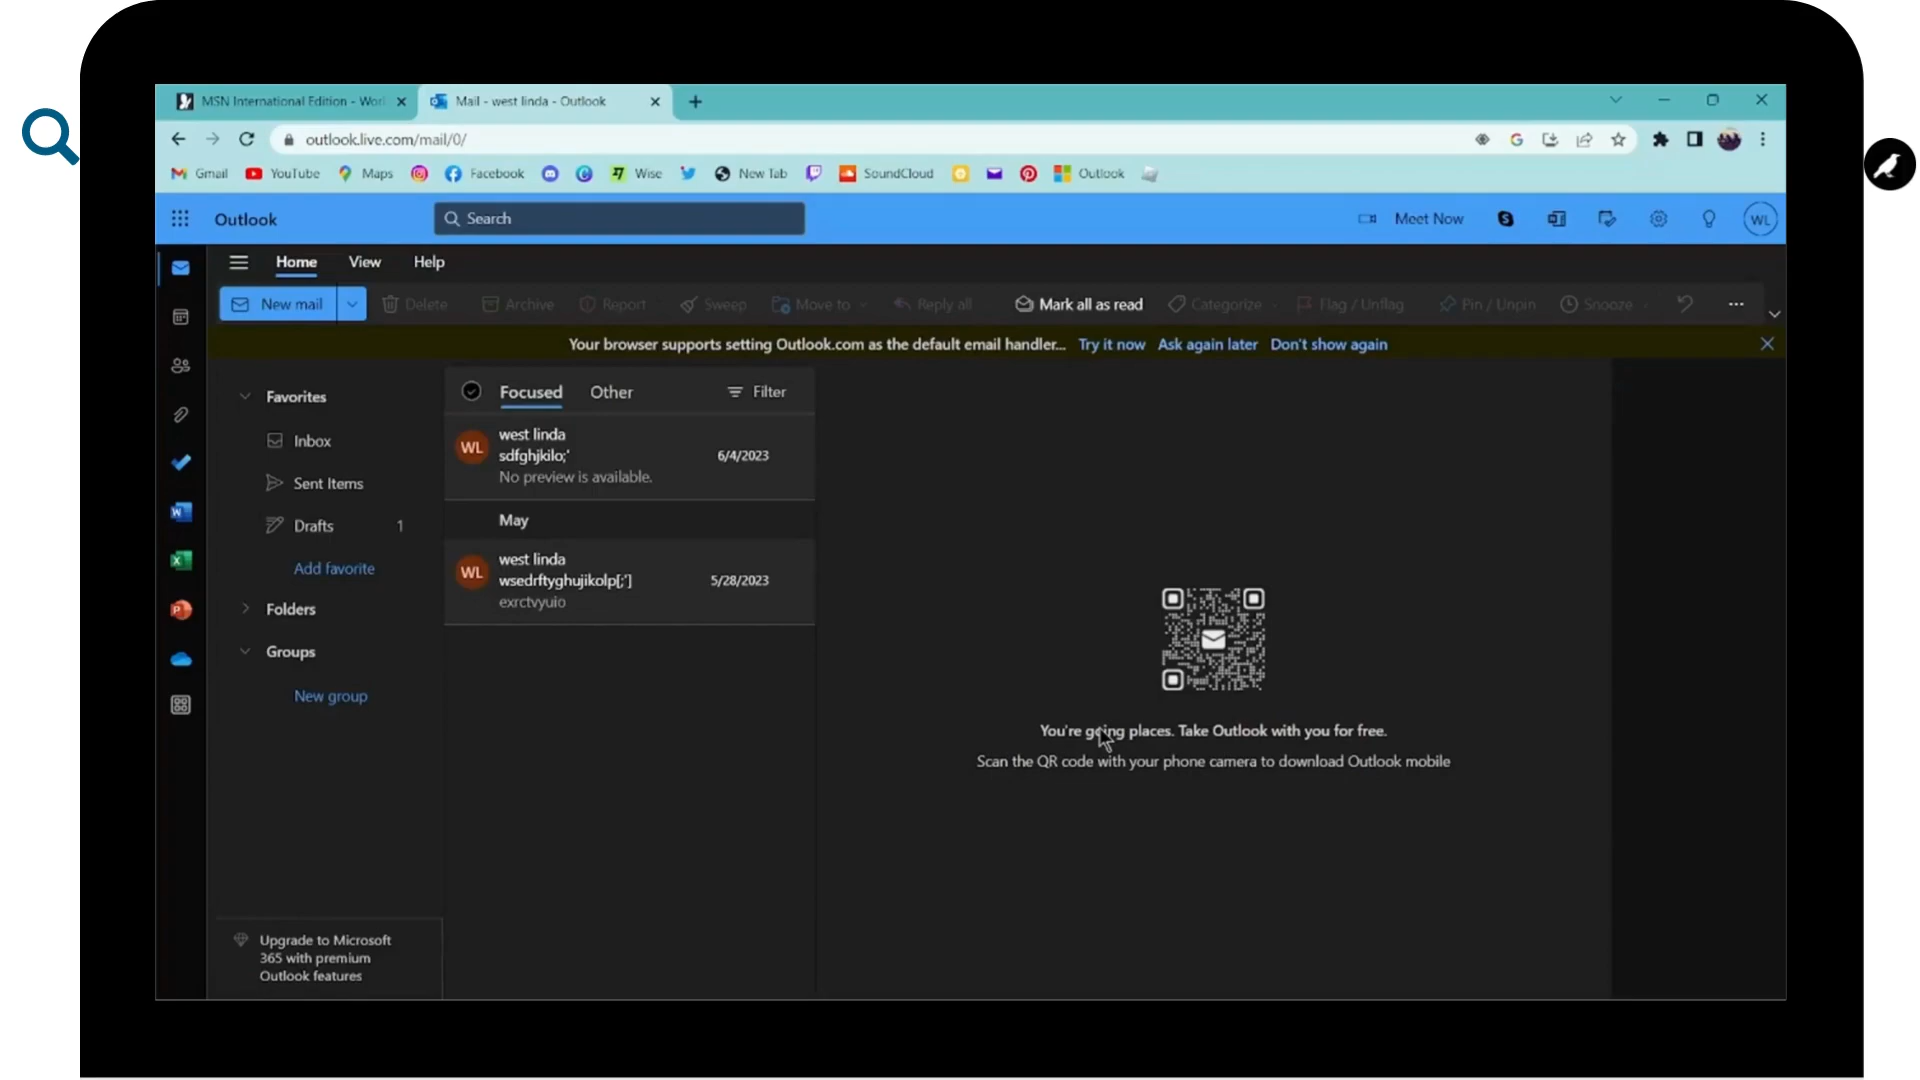 MSN International Edition - Worl
Mail - west linda - Outlook
outlook.live.com/mail/0/
Gmail
YouTube
Maps
Facebook
Wise
New Tab
SoundCloud
Outlook
Outlook
Search
Meet Now
WL
Home
View
Help
New mail
Delete
Archive
Report
Sweep
Move to
Reply all
Mark all as read
Categorize
Flag / Unflag
Pin / Unpin
Snooze
Your browser supports setting Outlook.com as the default email handler... Try it now Ask again later Don't show again
Favorites
Inbox
Sent Items
Drafts 1
Add favorite
Folders
Groups
New group
Upgrade to Microsoft
365 with premium
Outlook features
Focused
Other
Filter
WL
west linda
sdfghjkilo;'
6/4/2023
No preview is available.
May
WL
west linda
wsedrftyghujikolp[;']
5/28/2023
exrctvyuio
You're going places. Take Outlook with you for free.
Scan the QR code with your phone camera to download Outlook mobile